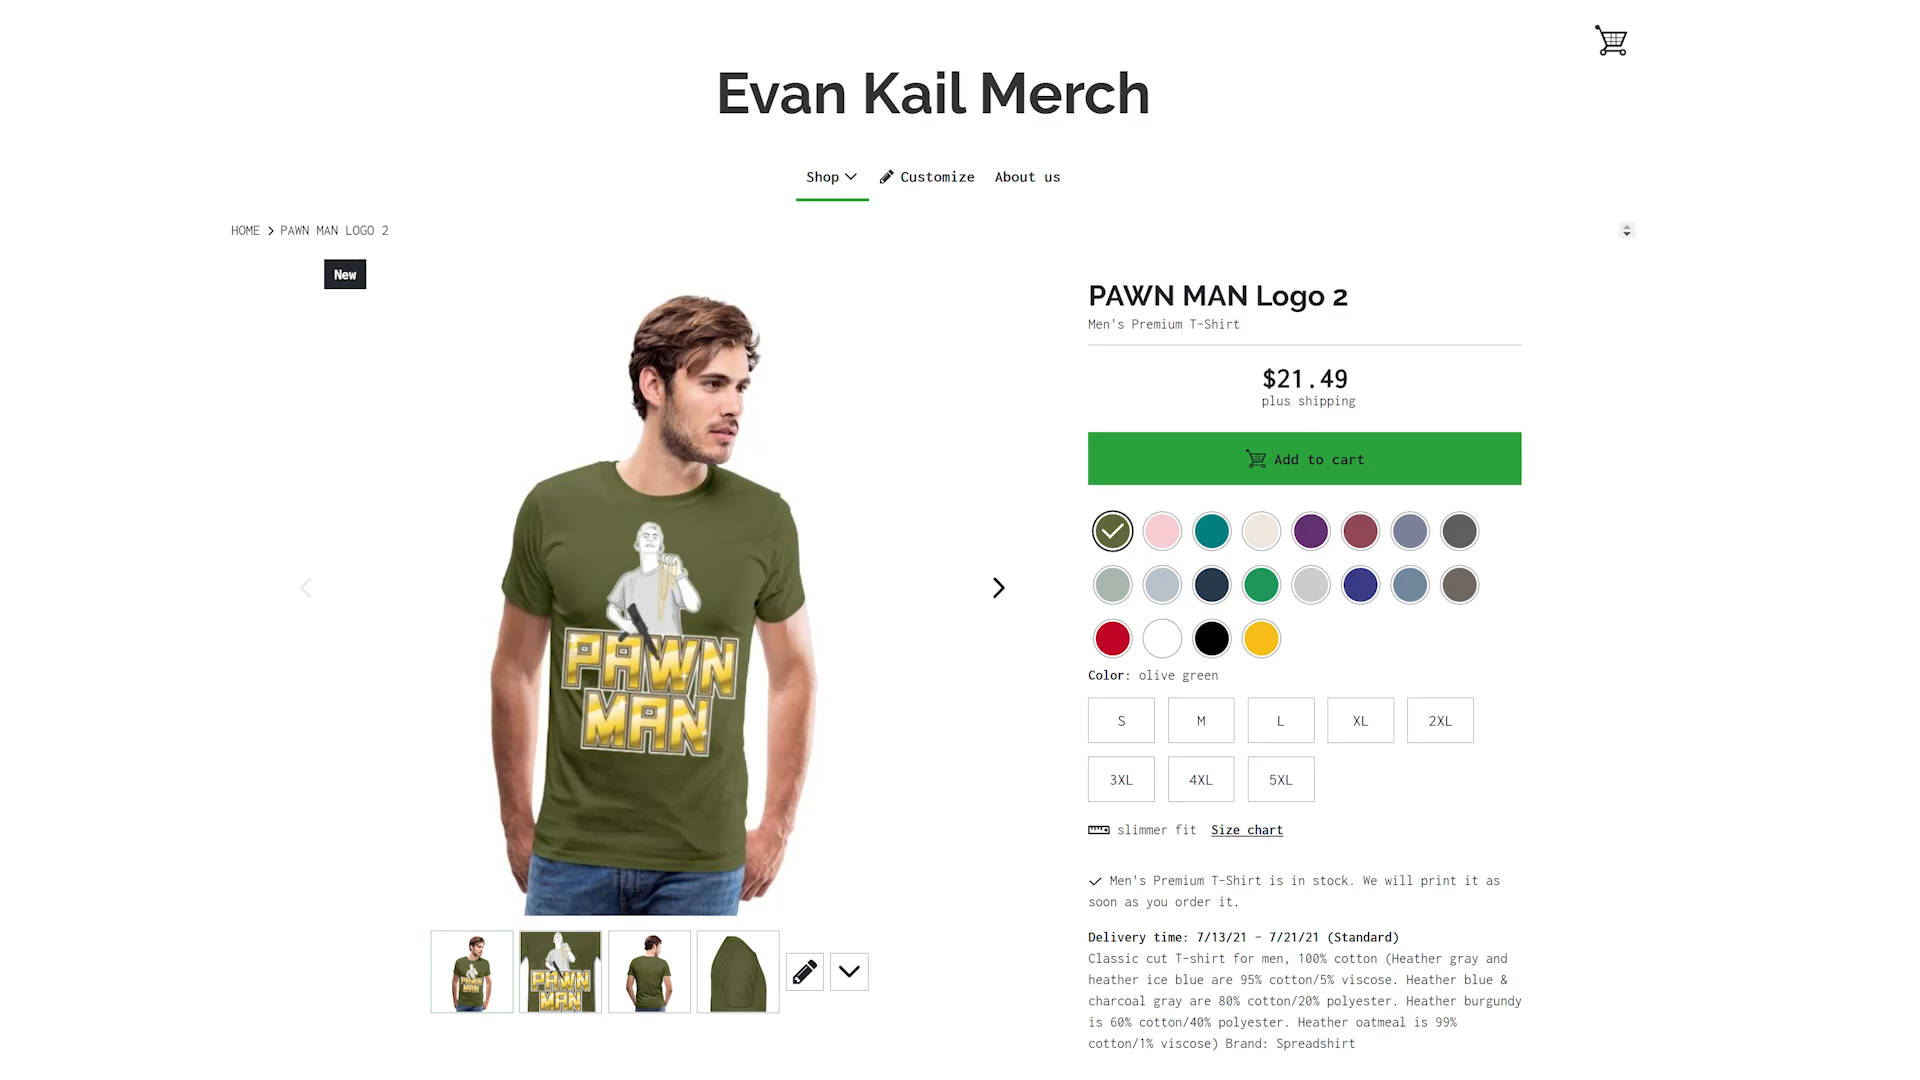 Evan Kail Merch
Shop Customize About us
HOME > PAWN MAN LOGO 2
New
PAWN
MAN
PAWN MAN Logo 2
Men's Premium T-Shirt
$21.49
plus shipping
Add to cart
Color: olive green
S M L XL 2XL
3XL 4XL 5XL
slimmer fit Size chart
Men's Premium T-Shirt is in stock. We will print it as
soon as you order it.
Delivery time: 7/13/21 - 7/21/21 (Standard)
Classic cut T-shirt for men, 100% cotton (Heather gray and
heather ice blue are 95% cotton/5% viscose. Heather blue &
charcoal gray are 80% cotton/20% polyester. Heather burgundy
is 60% cotton/40% polyester. Heather oatmeal is 99%
cotton/1% viscose) Brand: Spreadshirt
PAWN
MAN
PAWN
MAN